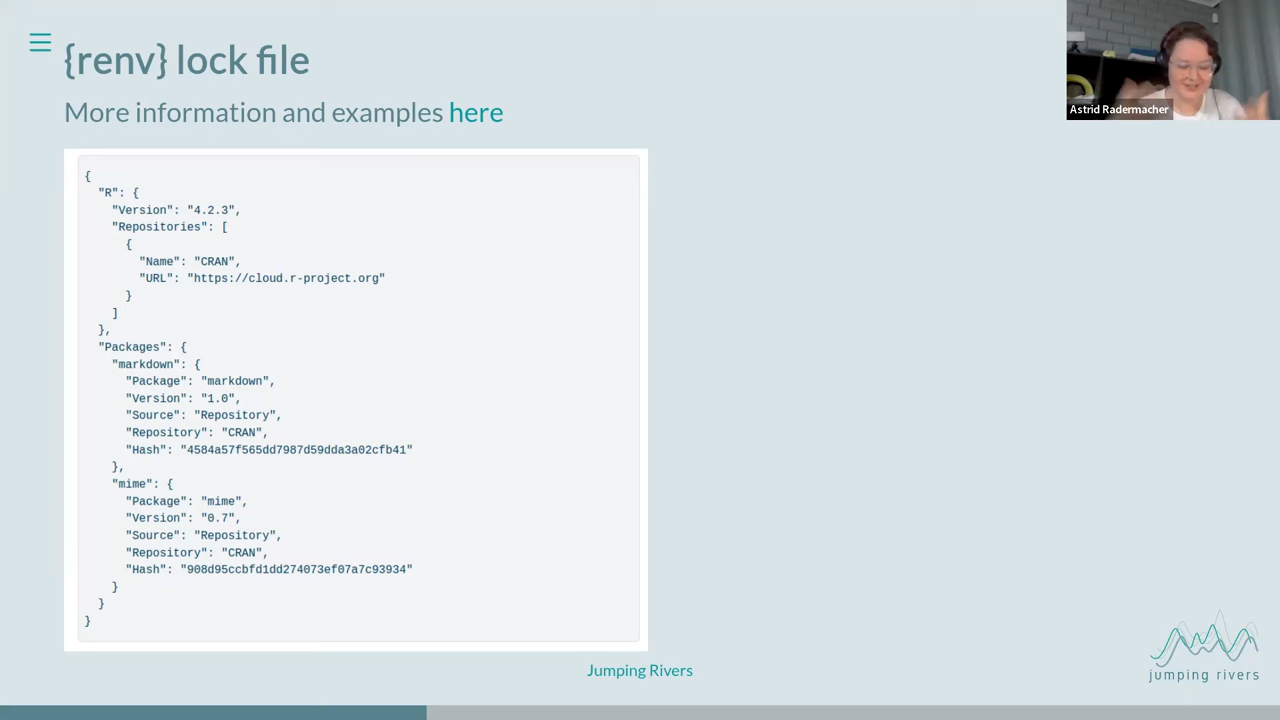 {renv} lock file
More information and examples here
Astrid Radermacher
{
"R": {
"Version": "4.2.3",
"Repositories": [
{
"Name": "CRAN",
"URL": "https://cloud.r-project.org"
}
]
},
"Packages": {
"markdown": {
"Package": "markdown",
"Version": "1.0",
"Source": "Repository",
"Repository": "CRAN",
"Hash": "4584a57f565dd7987d59dda3a02cfb41"
},
"mime": {
"Package": "mime",
"Version": "0.7",
"Source": "Repository",
"Repository": "CRAN",
"Hash": "908d95ccbfd1dd274073ef07a7c93934"
}
}
}
Jumping Rivers
jumping rivers